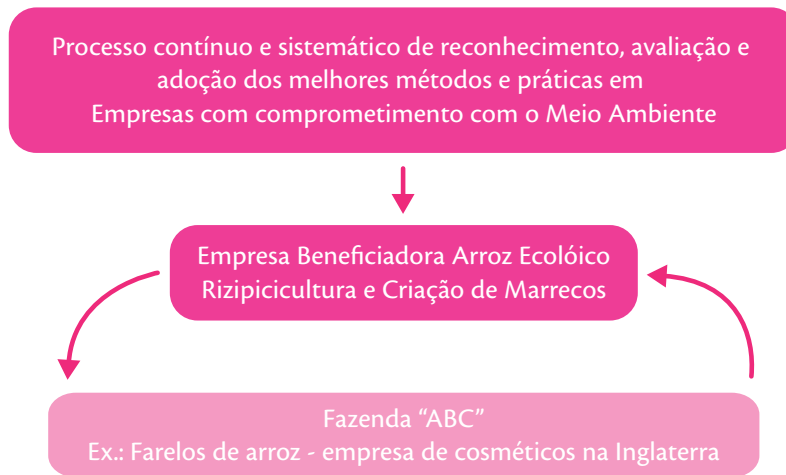 Processo contínuo e sistemático de reconhecimento, avaliação e
adoção dos melhores métodos e práticas em
Empresas com comprometimento com o Meio Ambiente
Empresa Beneficiadora Arroz Ecolóico
Rizipicicultura e Criação de Marrecos
Fazenda “ABC”
Ex.: Farelos de arroz - empresa de cosméticos na Inglaterra